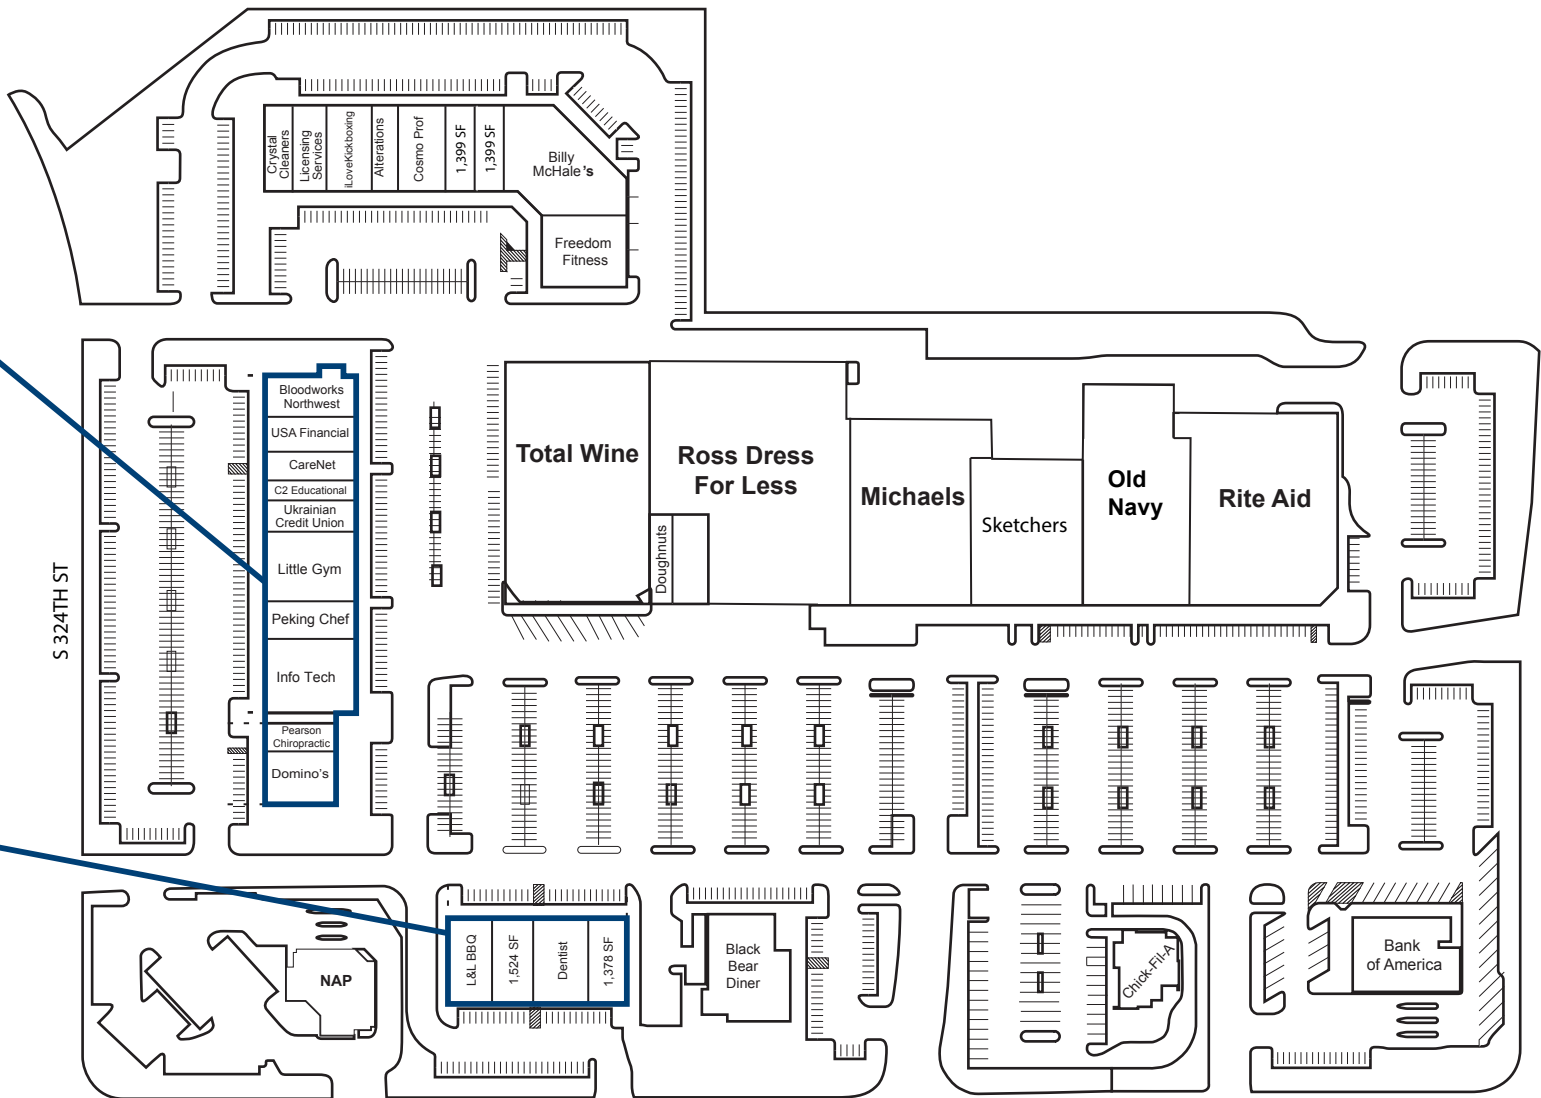 Crystal
Cleaners
Licensing
Services
iLoveKickboxing
Alterations
Cosmo Prof
1,399 SF
1,399 SF
Billy
McHale's
Freedom
Fitness
Bloodworks
Northwest
USA Financial
CareNet
C2 Educational
Ukrainian
Credit Union
Little Gym
Peking Chef
Info Tech
Pearson
Chiropractic
Domino's
S 324TH ST
Total Wine
Ross Dress
For Less
Doughnuts
Michaels
Sketchers
Old
Navy
Rite Aid
NAP
L&L BBQ
1,524 SF
Dentist
1,378 SF
Black
Bear
Diner
Chick-Fil-A
Bank
of America